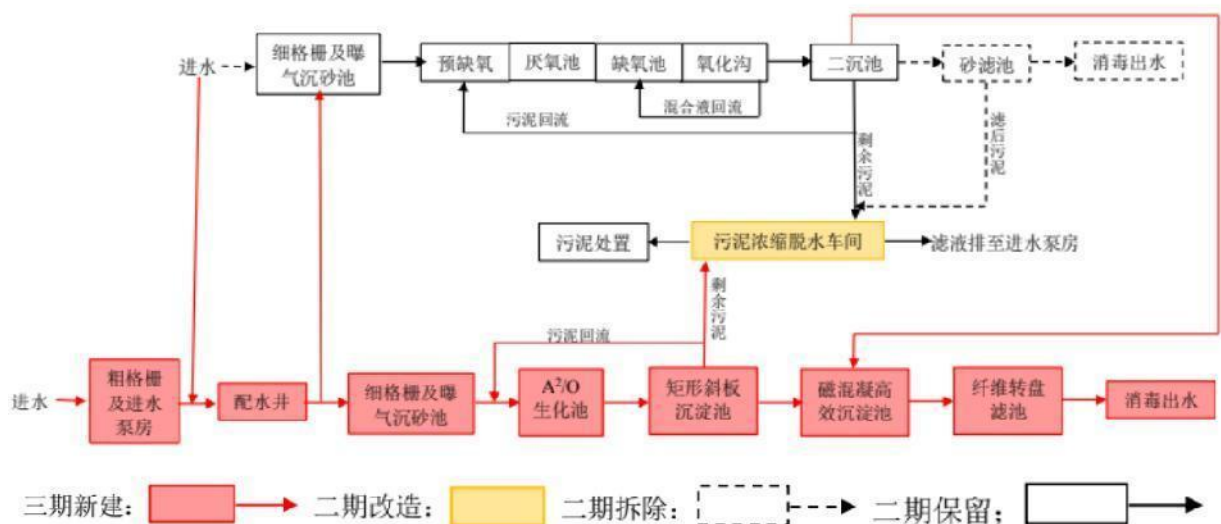 进水
细格栅及曝
气沉砂池
预缺氧
厌氧池
缺氧池
氧化沟
二沉池
砂滤池
消毒出水
混合液回流
污泥回流
剩余污泥
滤后污泥
污泥处置
污泥浓缩脱水车间
滤液排至进水泵房
剩余污泥
污泥回流
进水
粗格栅
及进水
泵房
配水井
细格栅及曝
气沉砂池
A²/O
生化池
矩形斜板
沉淀池
磁混凝高
效沉淀池
纤维转盘
滤池
消毒出水
三期新建：
二期改造：
二期拆除：
二期保留：